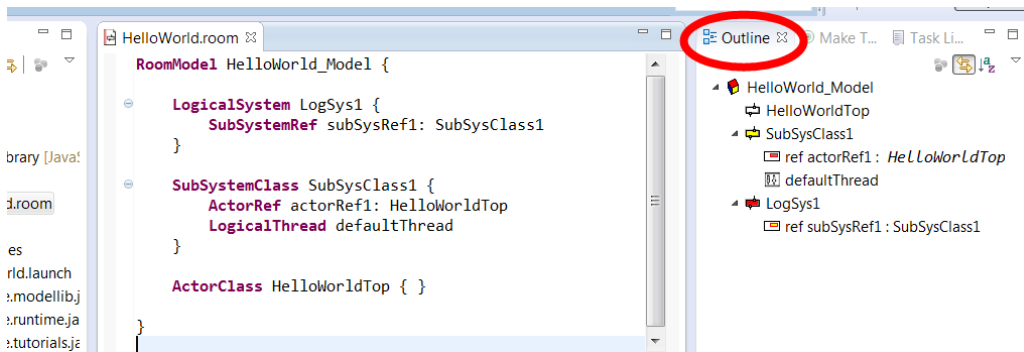 brary [JavaS
d.room
es
rld.launch
e.modellib.j
e.runtime.ja
e.tutorials.ja
HelloWorld.room
RoomModel HelloWorld_Model {
LogicalSystem LogSys1 {
SubSystemRef subSysRef1: SubSysClass1
}
SubSystemClass SubSysClass1 {
ActorRef actorRef1: HelloWorldTop
LogicalThread defaultThread
}
ActorClass HelloWorldTop { }
}
Outline Make T... Task Li...
HelloWorld_Model
HelloWorldTop
SubSysClass1
ref actorRef1 : HelloWorldTop
defaultThread
LogSys1
ref subSysRef1 : SubSysClass1